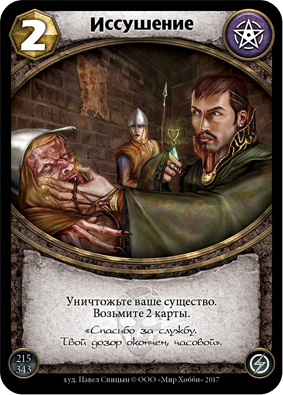 2
Иссушение
Уничтожьте ваше существо.
Возьмите 2 карты.
«Спасибо за службу.
Твой дозор окончен, часовой».
215
343
худ. Павел Спицын © ООО «Мир Хобби» 2017